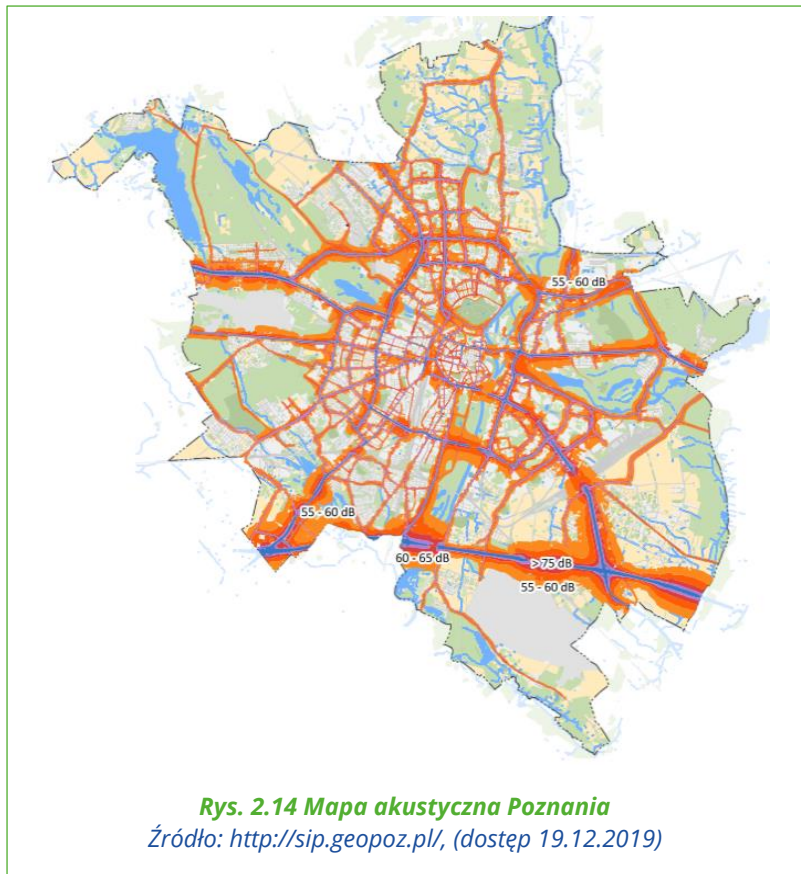 55 - 60 dB
55 - 60 dB
60 - 65 dB
> 75 dB
55 - 60 dB
Rys. 2.14 Mapa akustyczna Poznania
Źródło: http://sip.geopoz.pl/, (dostęp 19.12.2019)